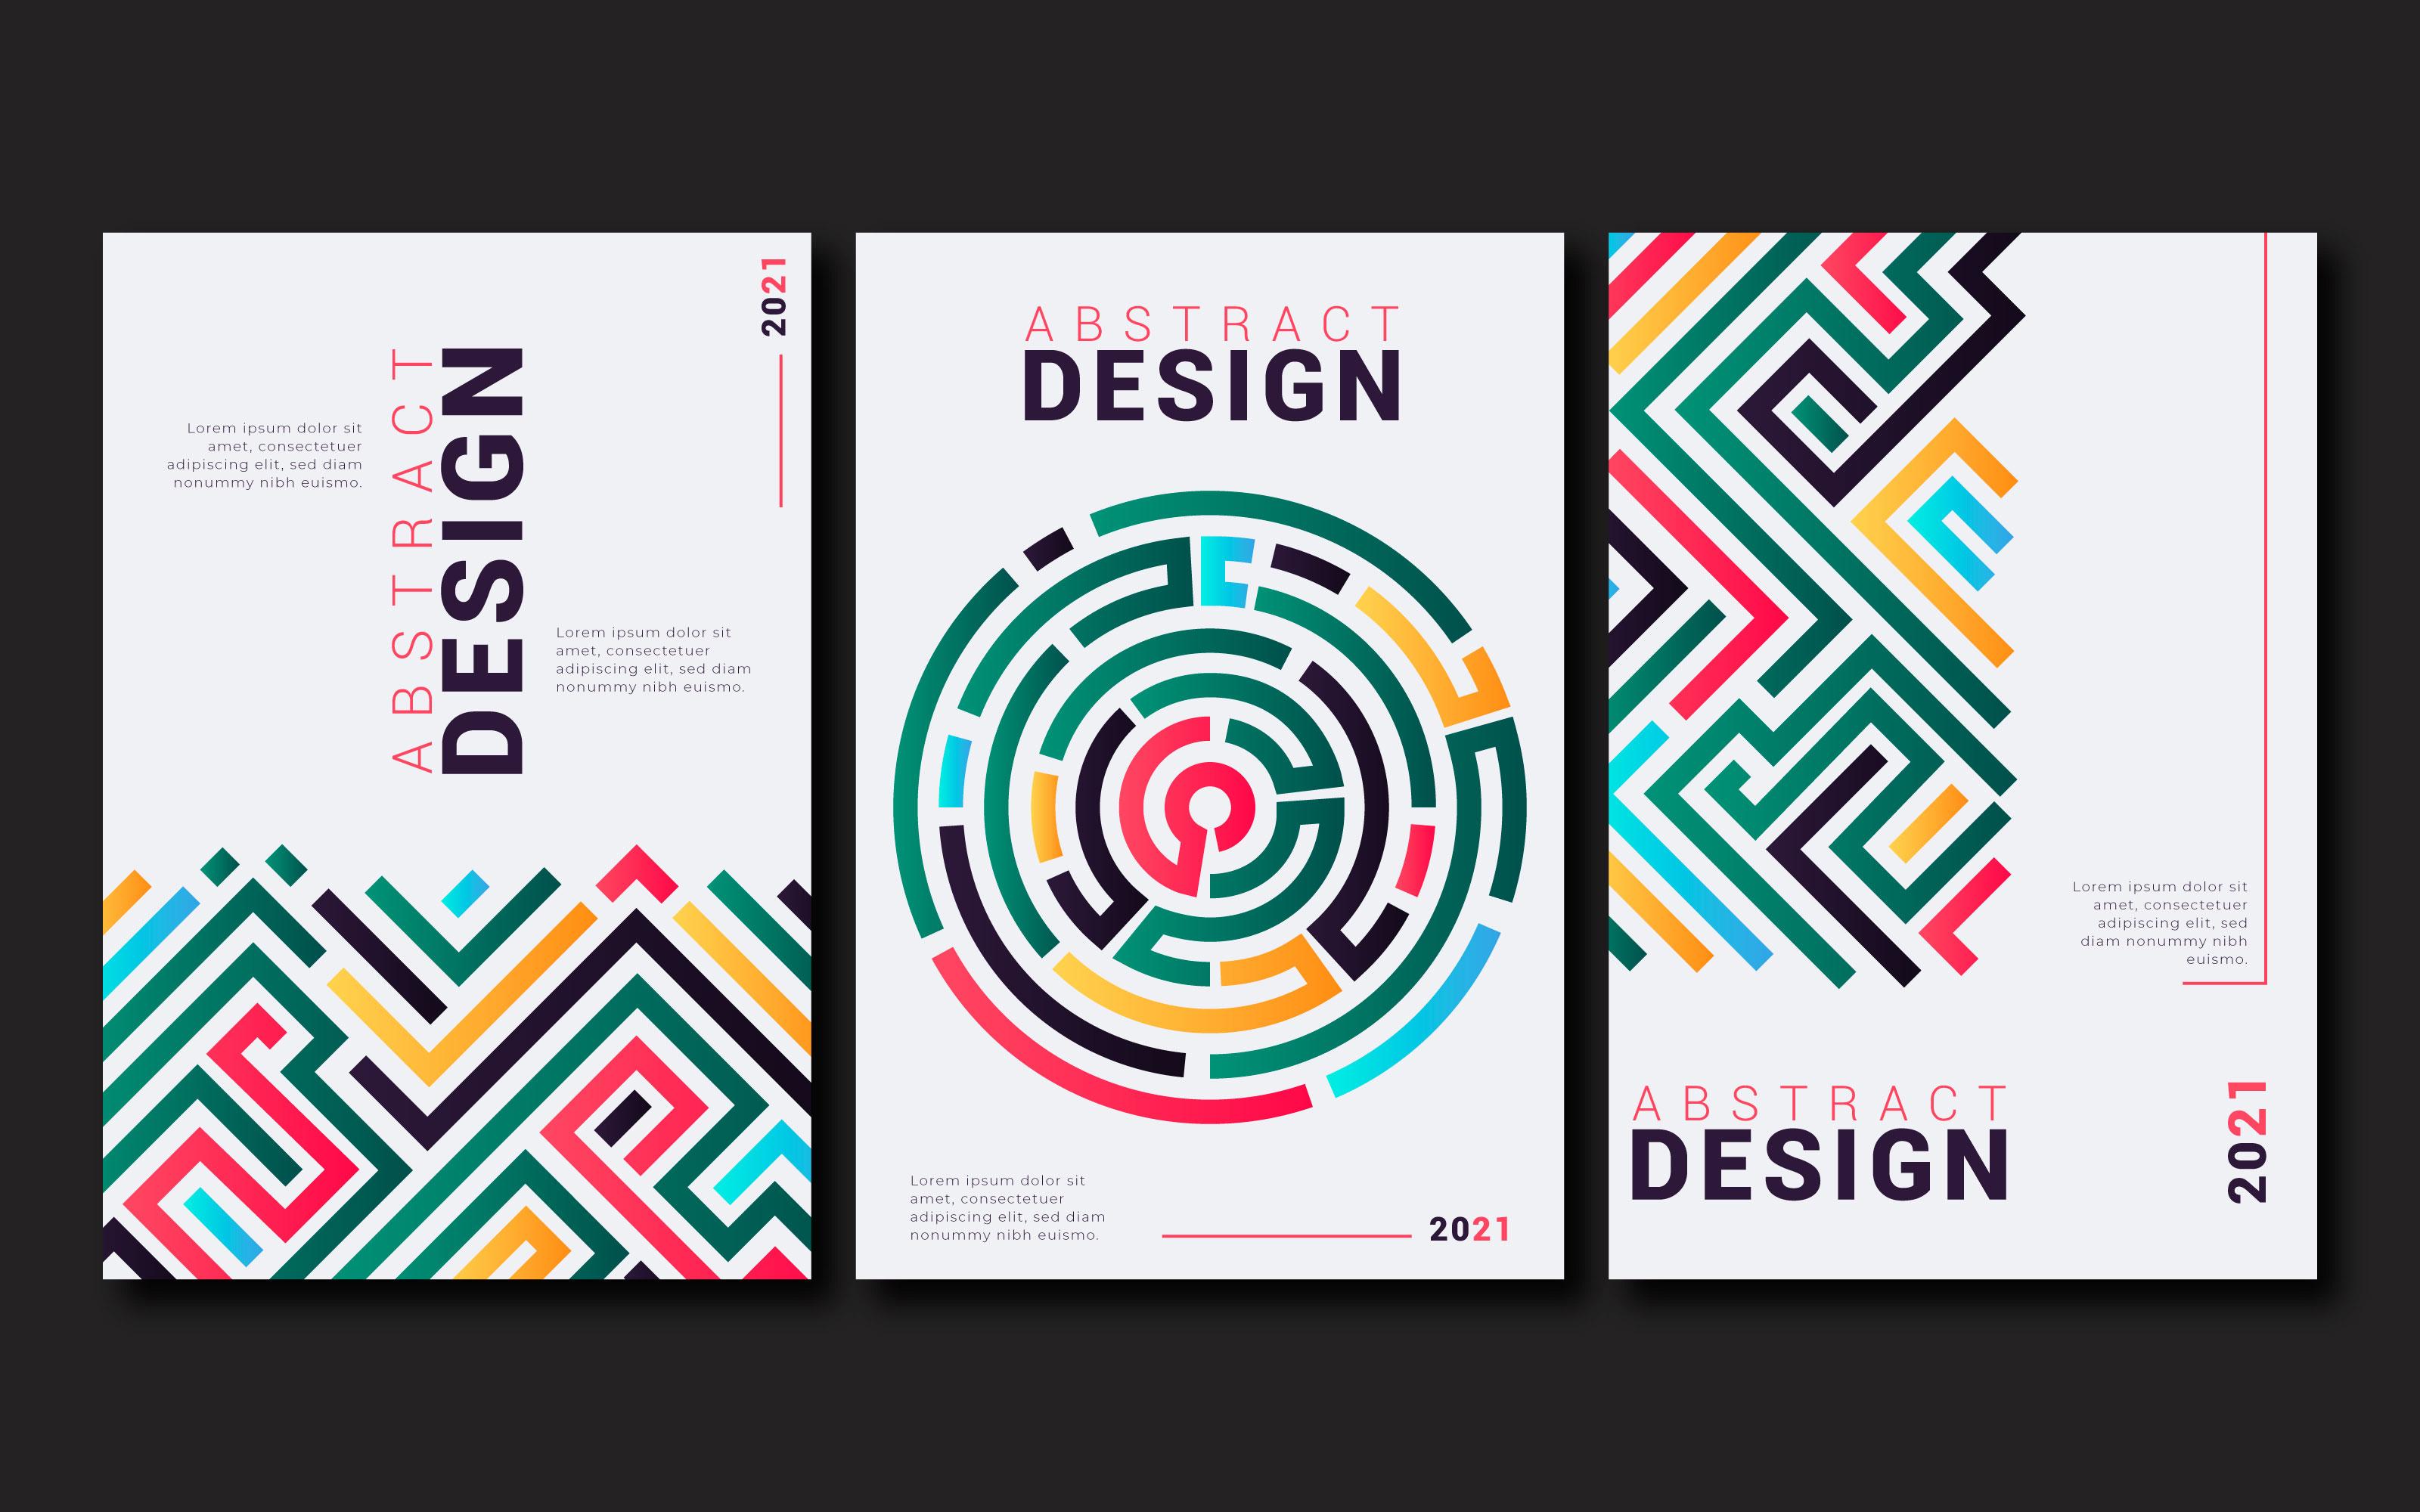 2021
ABSTRACT
DESIGN
Lorem ipsum dolor sit
amet, consectetuer
adipiscing elit, sed diam
nonummy nibh euismo.
Lorem ipsum dolor sit
amet, consectetuer
adipiscing elit, sed diam
nonummy nibh euismo.
ABSTRACT
DESIGN
Lorem ipsum dolor sit
amet, consectetuer
adipiscing elit, sed diam
nonummy nibh euismo.
2021
Lorem ipsum dolor sit
amet, consectetuer
adipiscing elit, sed
diam nonummy nibh
euismo.
ABSTRACT
DESIGN
2021